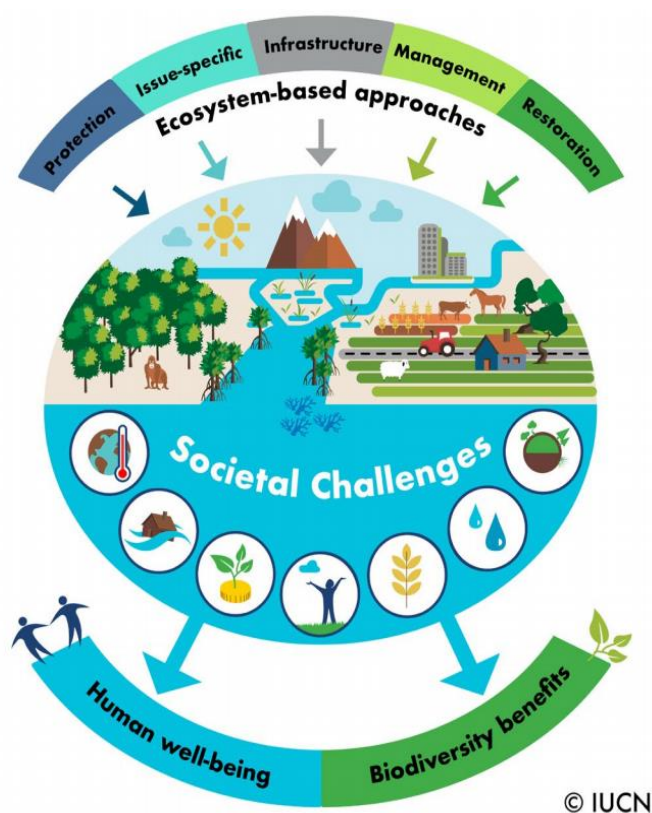 Protection
Issue-specific
Infrastructure
Management
Restoration
Ecosystem-based approaches
Societal Challenges
Human well-being
Biodiversity benefits
© IUCN